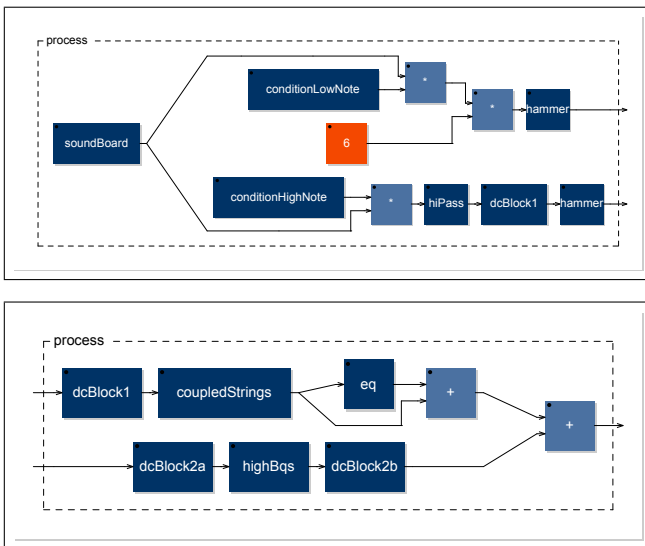 process
conditionLowNote
*
*
hammer
soundBoard
6
conditionHighNote
*
hiPass
dcBlock1
hammer
process
dcBlock1
coupledStrings
eq
+
+
dcBlock2a
highBqs
dcBlock2b